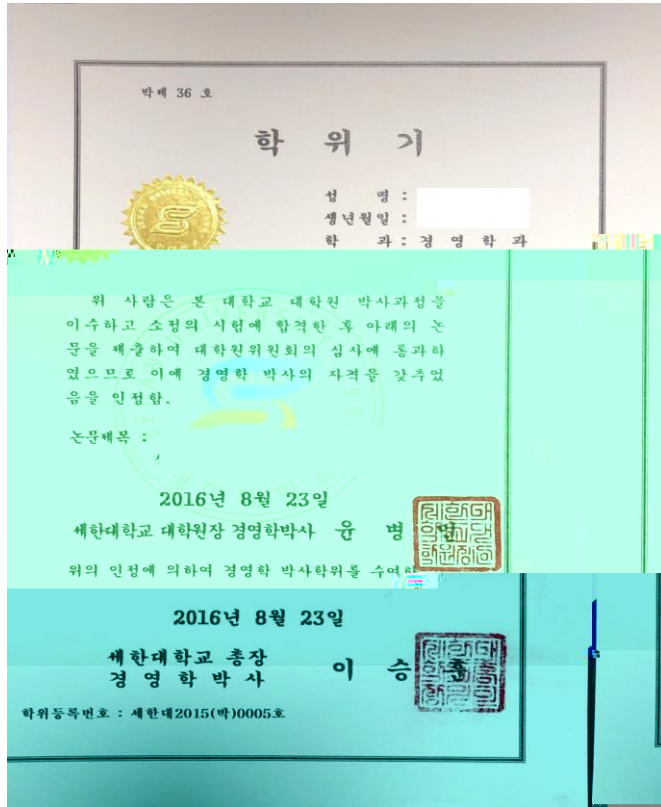 박제 36 호
학 위 기
성 명 :
생년월일 :
학 과 : 경 영 학 과
위 사람은 본 대학교 대학원 박사과정을
이수하고 소정의 시험에 합격한 후 아래의 논
문을 제출하여 대학원위원회의 심사에 통과하
였으므로 이에 경영학 박사의 자격을 갖추었
음을 인정함.
논문제목 :
2016년 8월 23일
세한대학교 대학원장 경영학박사 윤 병
위의 인정에 의하여 경영학 박사학위를 수여함
2016년 8월 23일
세한대학교 총장
경 영 학 박 사
이 승 훈
학위등록번호 : 세한대2015(박)0005호